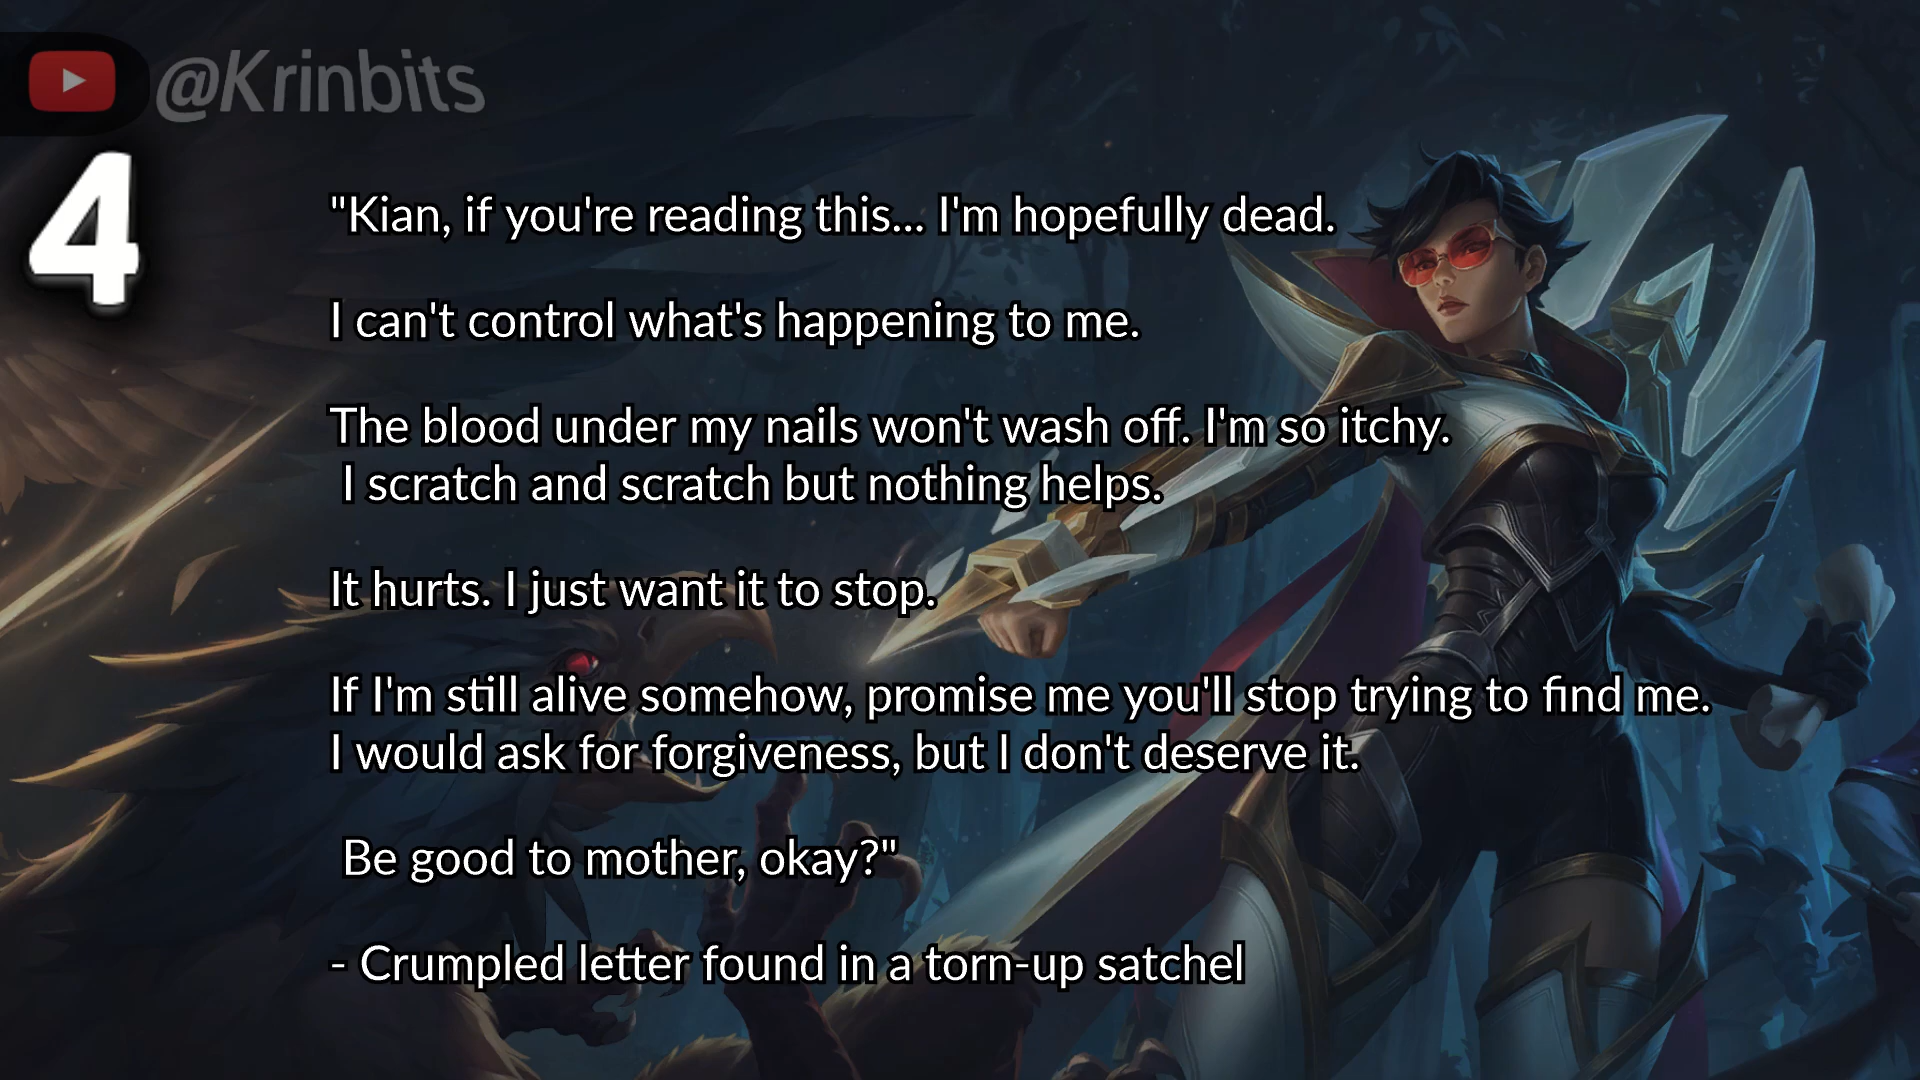 @Krinbits
4
"Kian, if you're reading this... I'm hopefully dead.
I can't control what's happening to me.
The blood under my nails won't wash off. I'm so itchy.
I scratch and scratch but nothing helps.
It hurts. I just want it to stop.
If I'm still alive somehow, promise me you'll stop trying to find me.
I would ask for forgiveness, but I don't deserve it.
Be good to mother, okay?"
- Crumpled letter found in a torn-up satchel